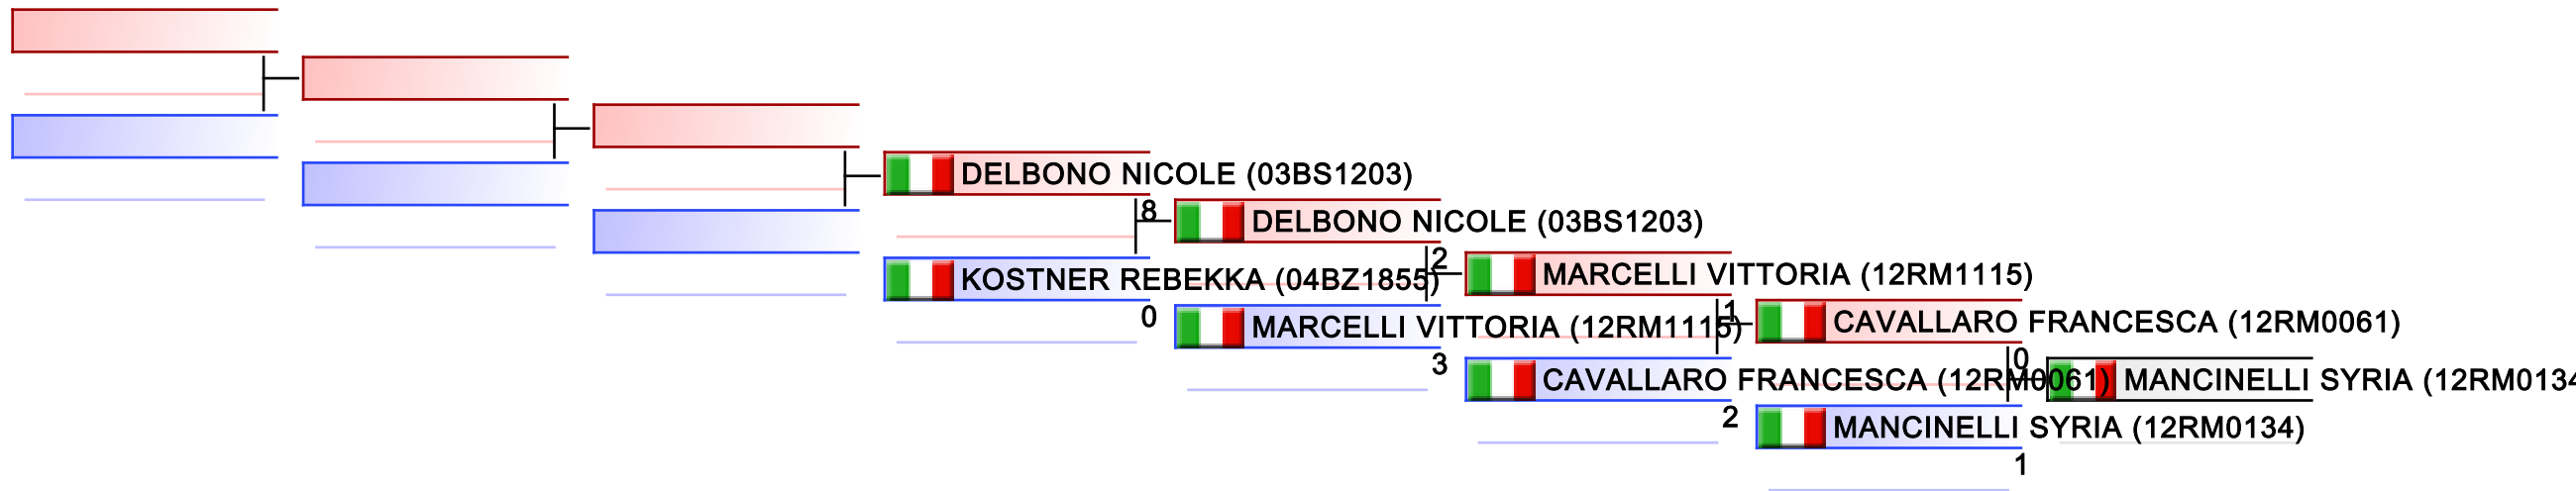 DELBONO NICOLE (03BS1203)
8
DELBONO NICOLE (03BS1203)
KOSTNER REBEKKA (04BZ1855)
0
2
MARCELLI VITTORIA (12RM1115)
MARCELLI VITTORIA (12RM1115)
3
1
CAVALLARO FRANCESCA (12RM0061)
CAVALLARO FRANCESCA (12RM0061)
2
0
MANCINELLI SYRIA (12RM0134
MANCINELLI SYRIA (12RM0134)
1